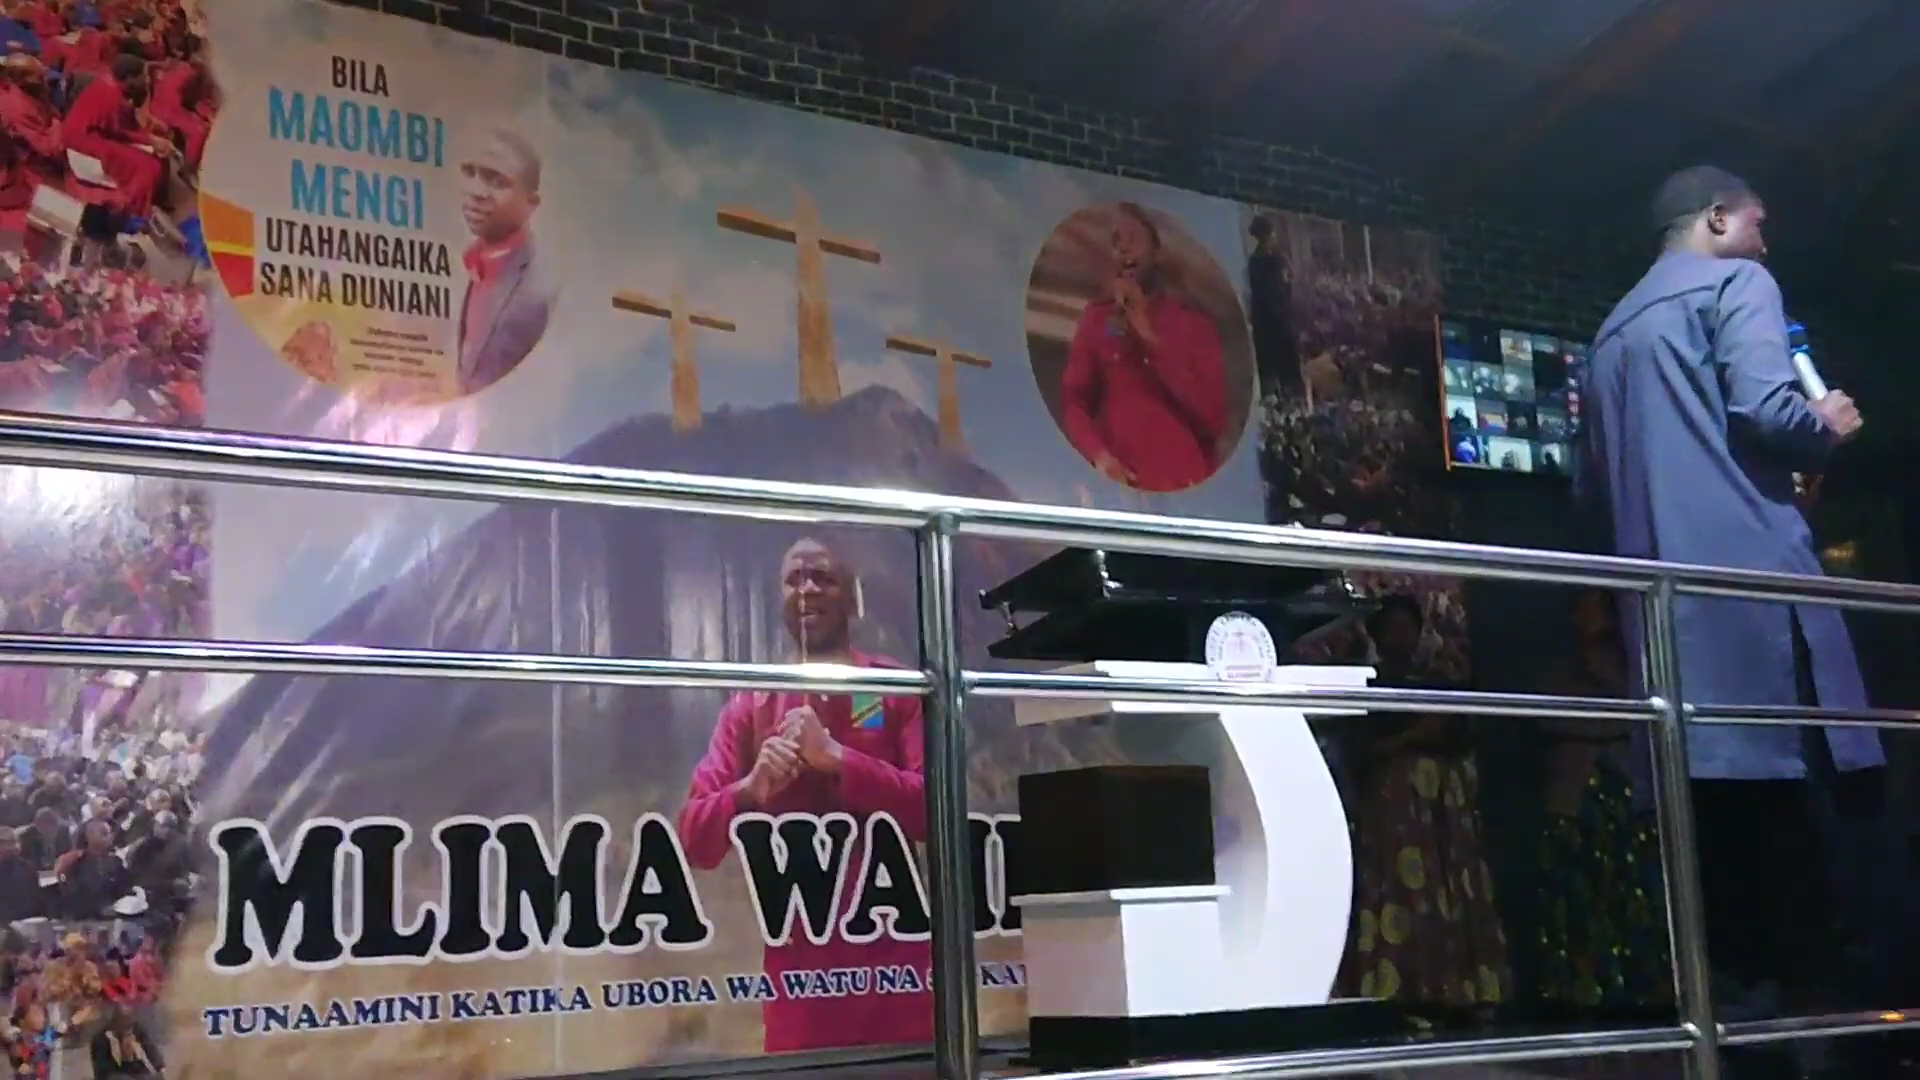 BILA
MAOMBI
MENGI
UTAHANGAIKA
SANA DUNIANI
MLIMA WA
TUNAAMINI KATIKA UBORA WA WATU NA